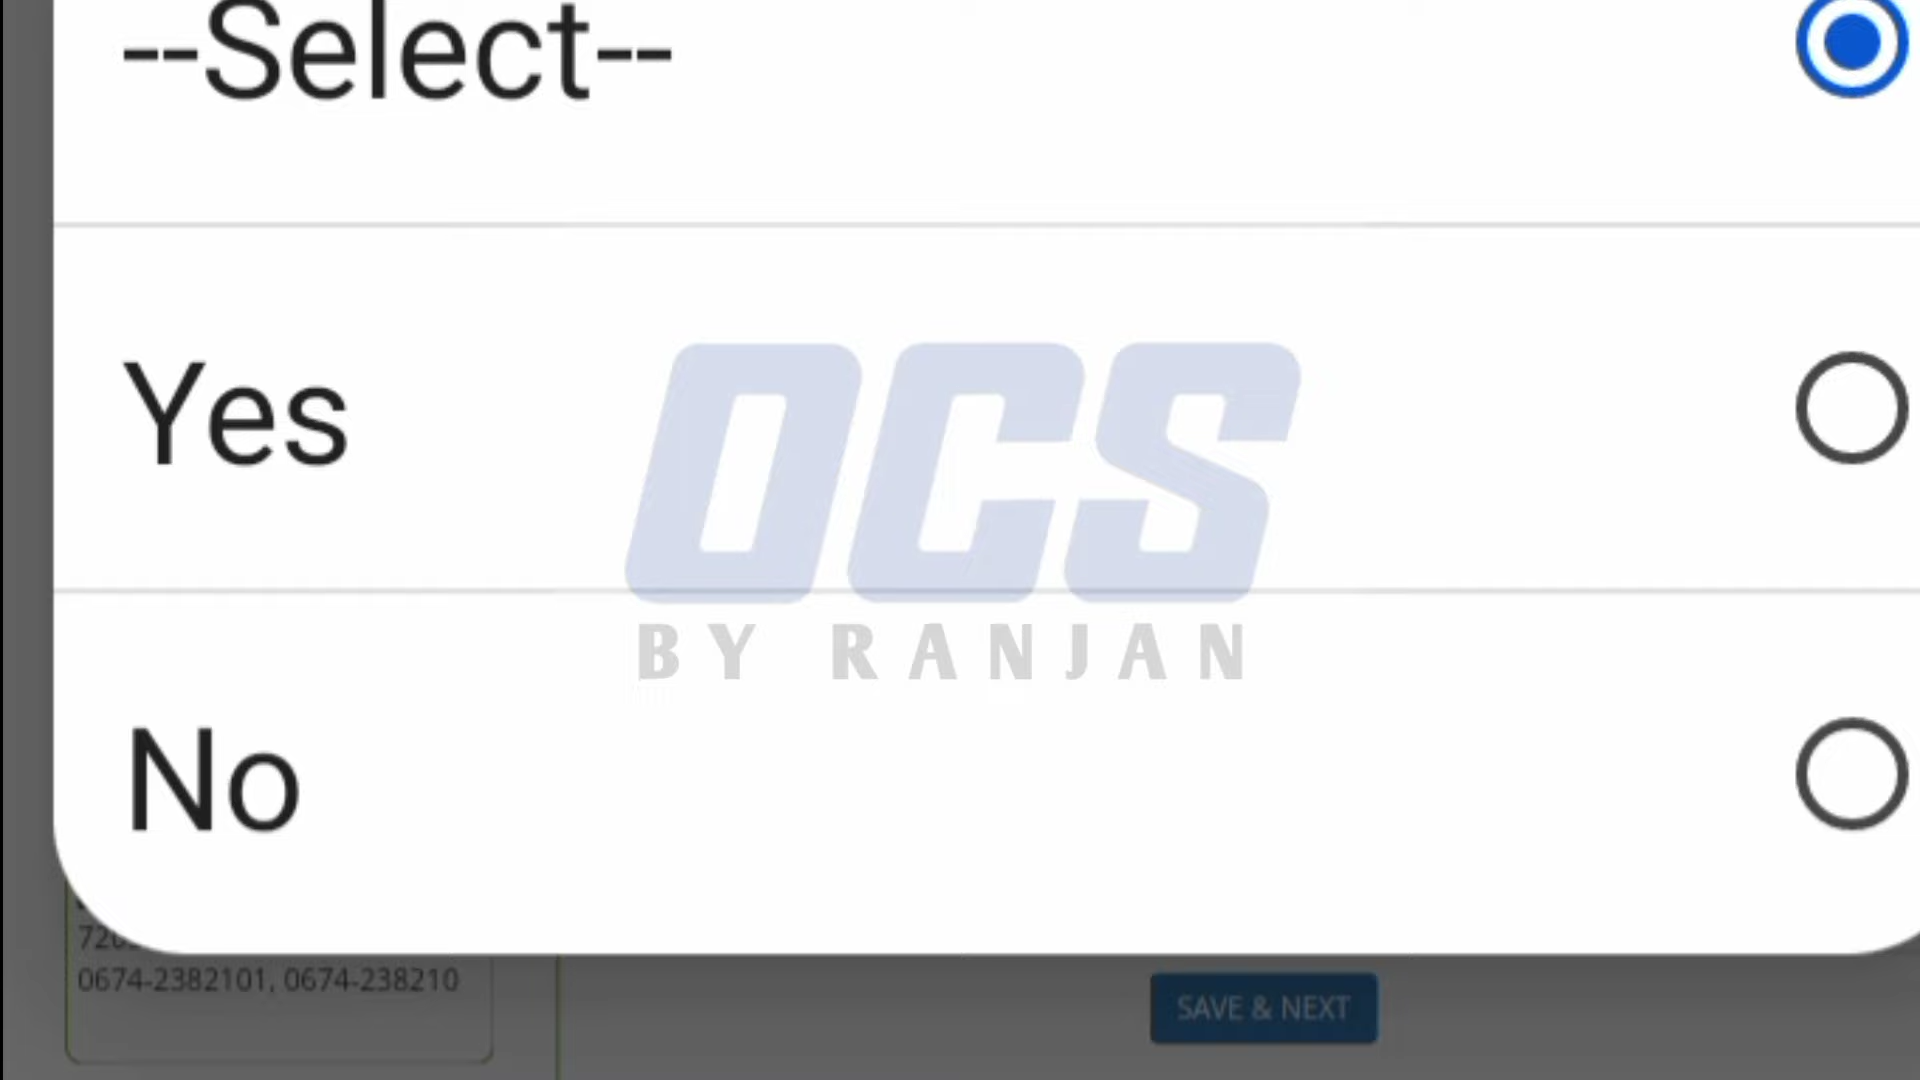 --Select--
Yes
OCS
BY RANJAN
No
0674-2382101, 0674-238210
SAVE & NEXT